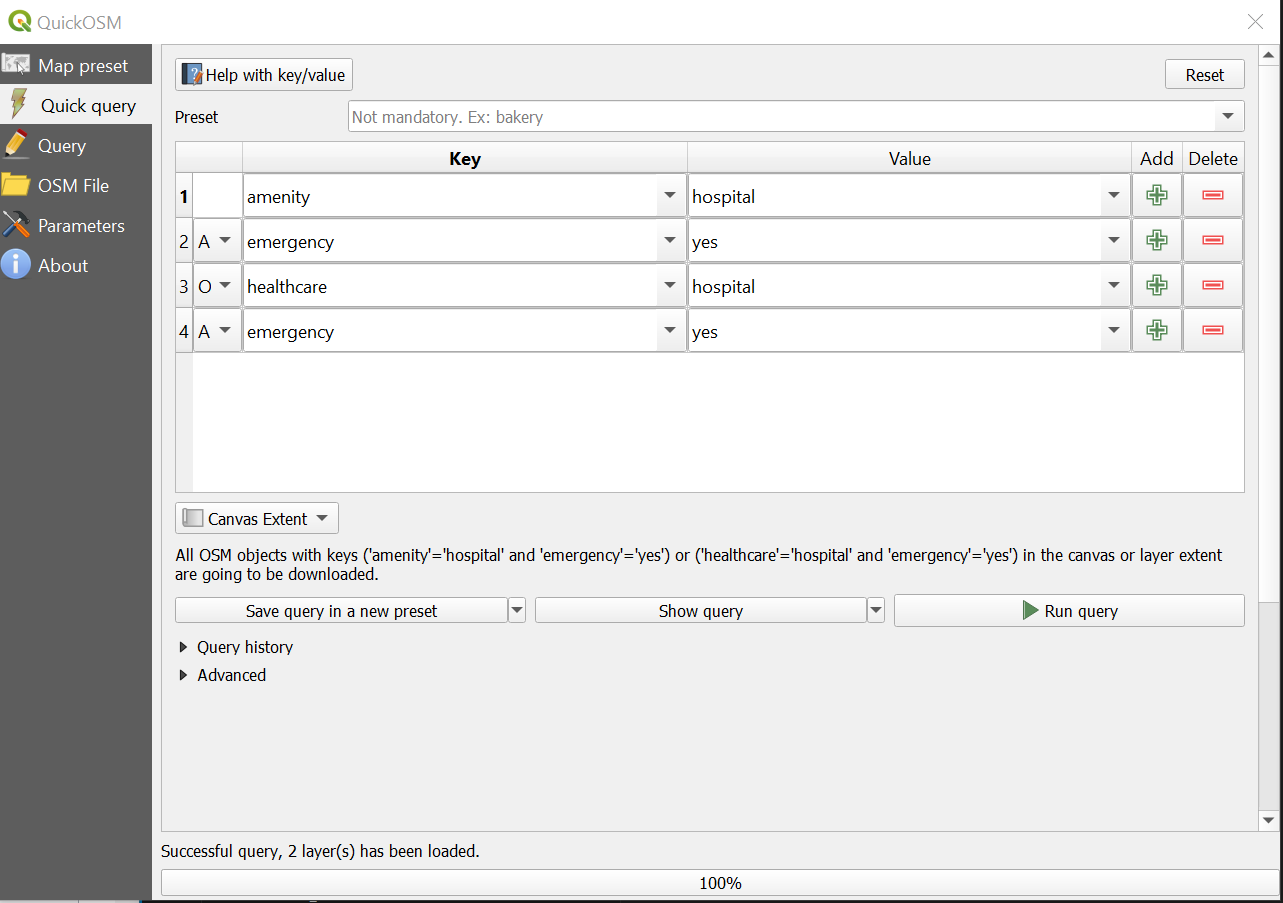 QuickOSM
Map preset
Quick query
Query
OSM File
Parameters
About
Help with key/value
Reset
Preset
Not mandatory. Ex: bakery
Key Value Add Delete
1 amenity hospital
2 A emergency yes
3 O healthcare hospital
4 A emergency yes
Canvas Extent
All OSM objects with keys ('amenity'='hospital' and 'emergency'='yes') or ('healthcare'='hospital' and 'emergency'='yes') in the canvas or layer extent
are going to be downloaded.
Save query in a new preset
Show query
Run query
Query history
Advanced
Successful query, 2 layer(s) has been loaded.
100%